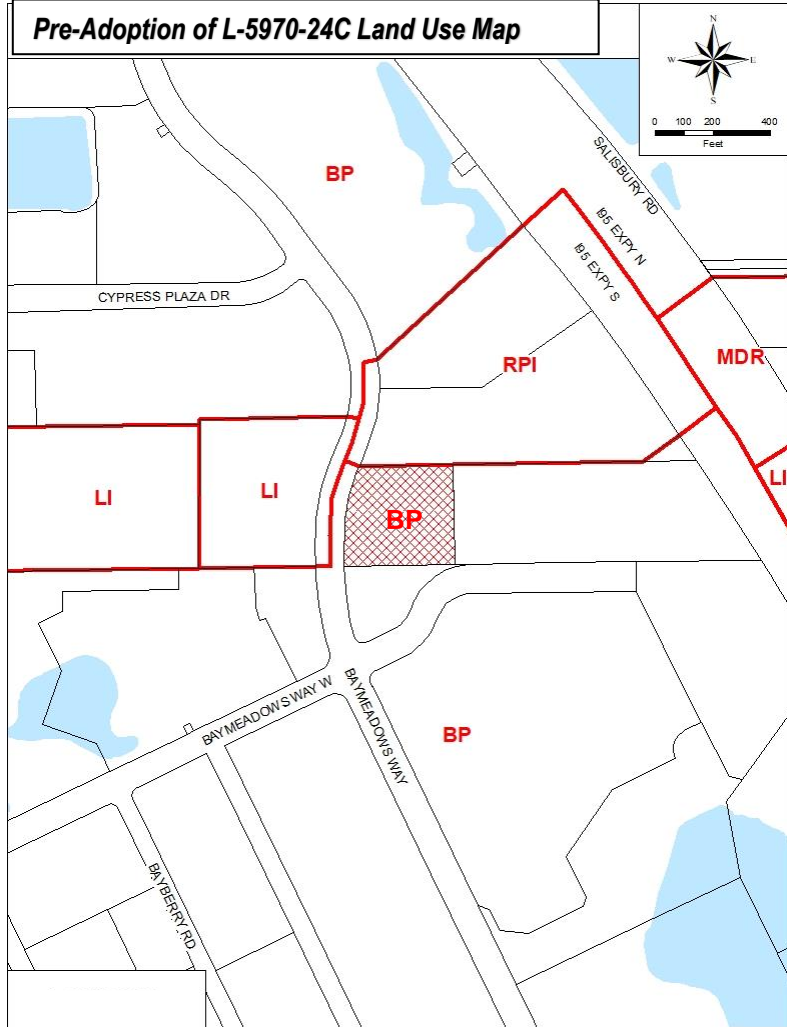 Pre-Adoption of L-5970-24C Land Use Map
N
W
E
S
0 100 200 400
Feet
SALISBURY RD
BP
I95 EXPY N
I95 EXPY S
CYPRESS PLAZA DR
MDR
RPI
LI
LI
LI
BP
BAYMEADOWS WAY W
BAYMEADOWS WAY
BP
BAYBERRY RD